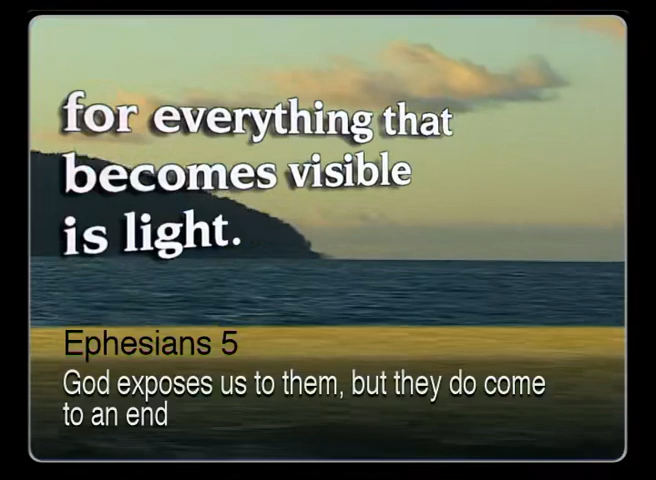 for everything that
becomes visible
is light.
Ephesians 5
God exposes us to them, but they do come
to an end